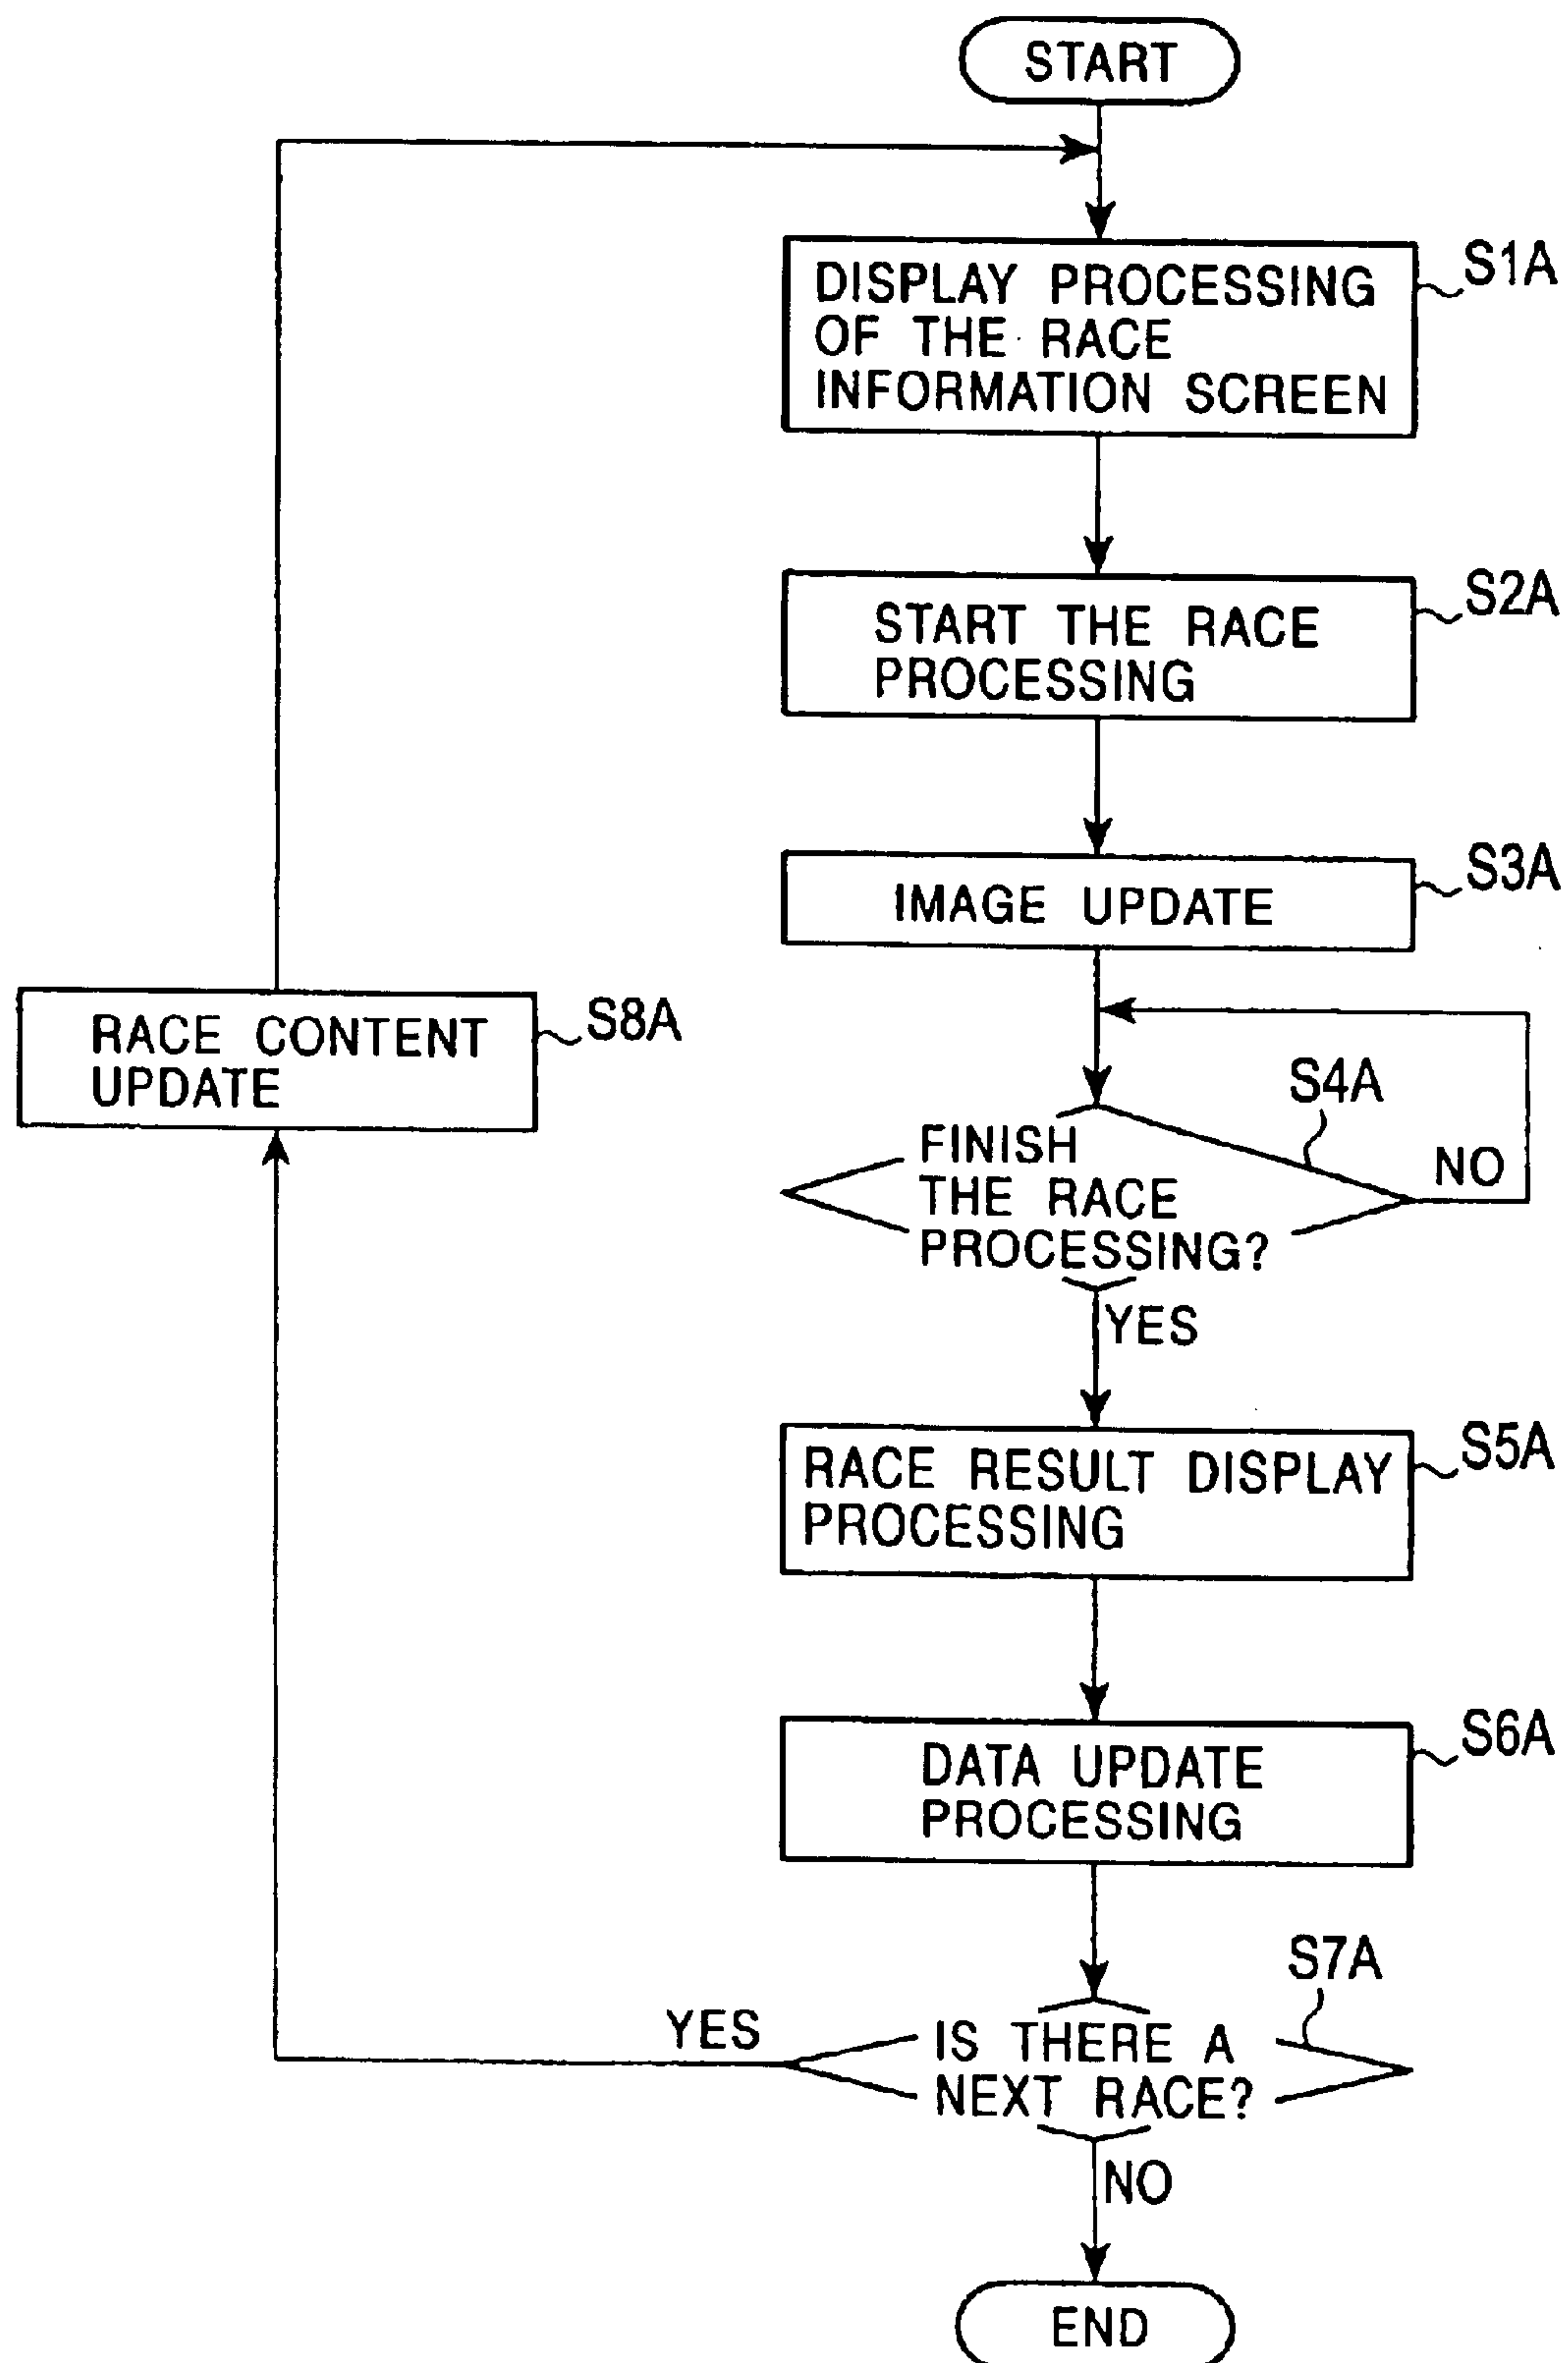 START
DISPLAY PROCESSING
OF THE RACE
INFORMATION SCREEN
S1A
START THE RACE
PROCESSING
S2A
IMAGE UPDATE
S3A
RACE CONTENT
UPDATE
S8A
S4A
FINISH
THE RACE
PROCESSING?
NO
YES
RACE RESULT DISPLAY
PROCESSING
S5A
DATA UPDATE
PROCESSING
S6A
S7A
YES
IS THERE A
NEXT RACE?
NO
END